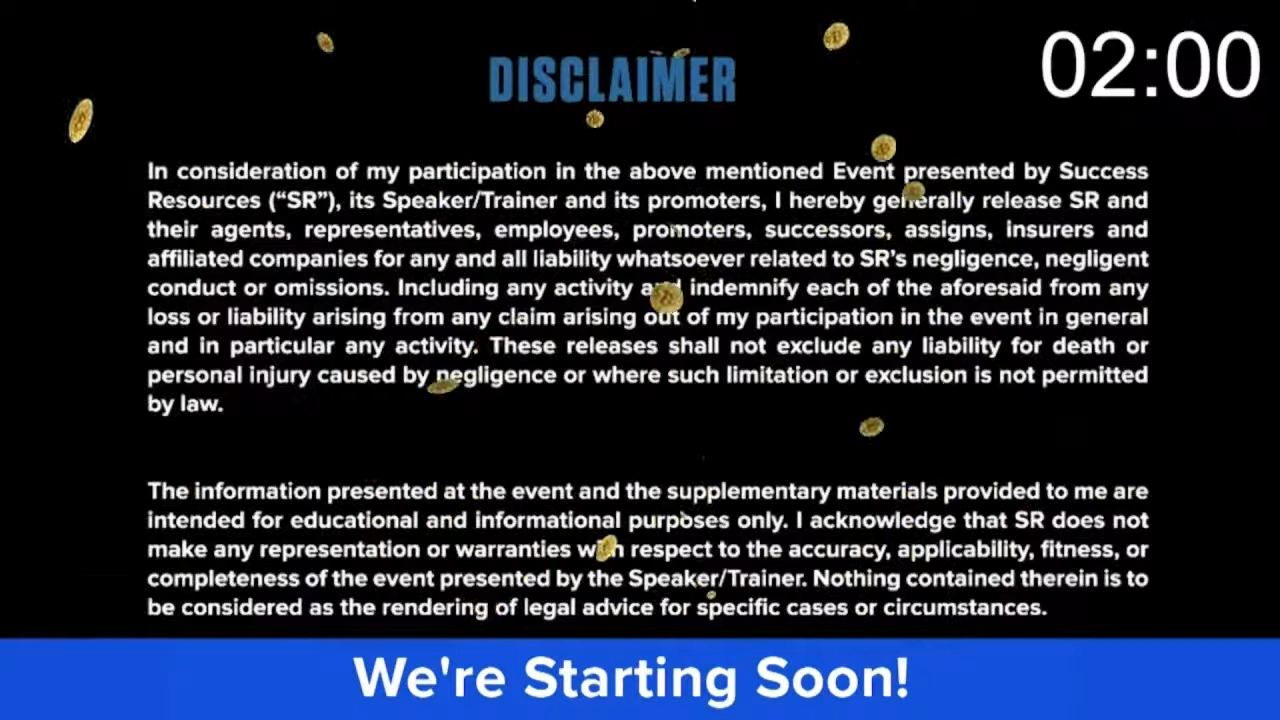 02:00
DISCLAIMER
In consideration of my participation in the above mentioned Event presented by Success
Resources (“SR”), its Speaker/Trainer and its promoters, I hereby generally release SR and
their agents, representatives, employees, promoters, successors, assigns, insurers and
affiliated companies for any and all liability whatsoever related to SR’s negligence, negligent
conduct or omissions. Including any activity and indemnify each of the aforesaid from any
loss or liability arising from any claim arising out of my participation in the event in general
and in particular any activity. These releases shall not exclude any liability for death or
personal injury caused by negligence or where such limitation or exclusion is not permitted
by law.
The information presented at the event and the supplementary materials provided to me are
intended for educational and informational purposes only. I acknowledge that SR does not
make any representation or warranties with respect to the accuracy, applicability, fitness, or
completeness of the event presented by the Speaker/Trainer. Nothing contained therein is to
be considered as the rendering of legal advice for specific cases or circumstances.
We're Starting Soon!